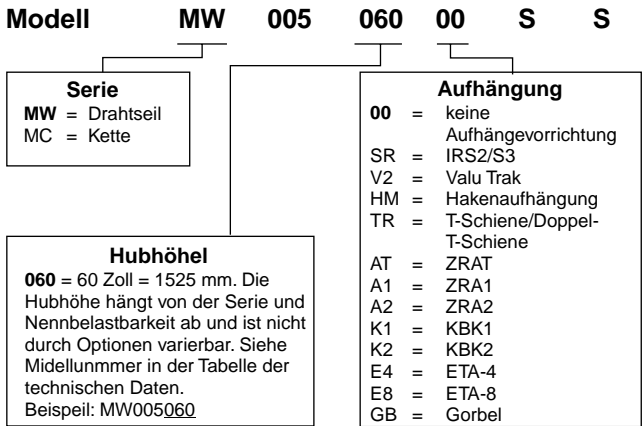 Modell MW 005 060 00 S S
Serie
MW = Drahtseil
MC = Kette
Hubhöhel
060 = 60 Zoll = 1525 mm. Die
Hubhöhe hängt von der Serie und
Nennbelastbarkeit ab und ist nicht
durch Optionen varierbar. Siehe
Midellunmmer in der Tabelle der
technischen Daten.
Beispeil: MW005060
Aufhängung
00 = keine
Aufhängevorrichtung
SR = IRS2/S3
V2 = Valu Trak
HM = Hakenaufhängung
TR = T-Schiene/Doppel-
T-Schiene
AT = ZRAT
A1 = ZRA1
A2 = ZRA2
K1 = KBK1
K2 = KBK2
E4 = ETA-4
E8 = ETA-8
GB = Gorbel